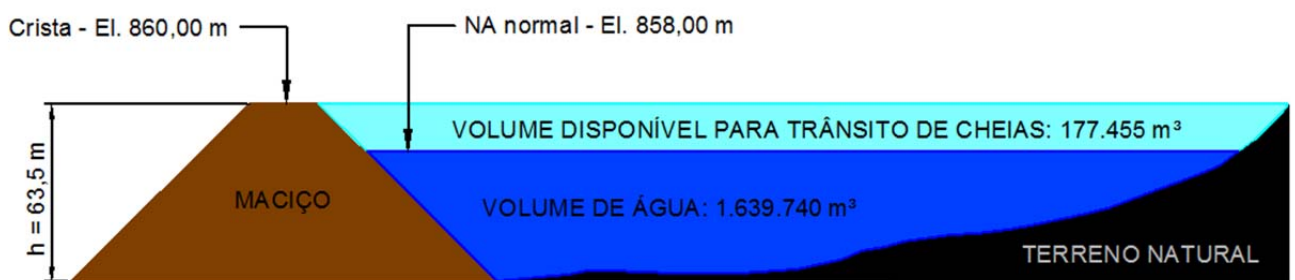 Crista - El. 860,00 m
NA normal - El. 858,00 m
VOLUME DISPONÍVEL PARA TRÂNSITO DE CHEIAS: 177.455 m³
h = 63,5 m
MACIÇO
VOLUME DE ÁGUA: 1.639.740 m³
TERRENO NATURAL